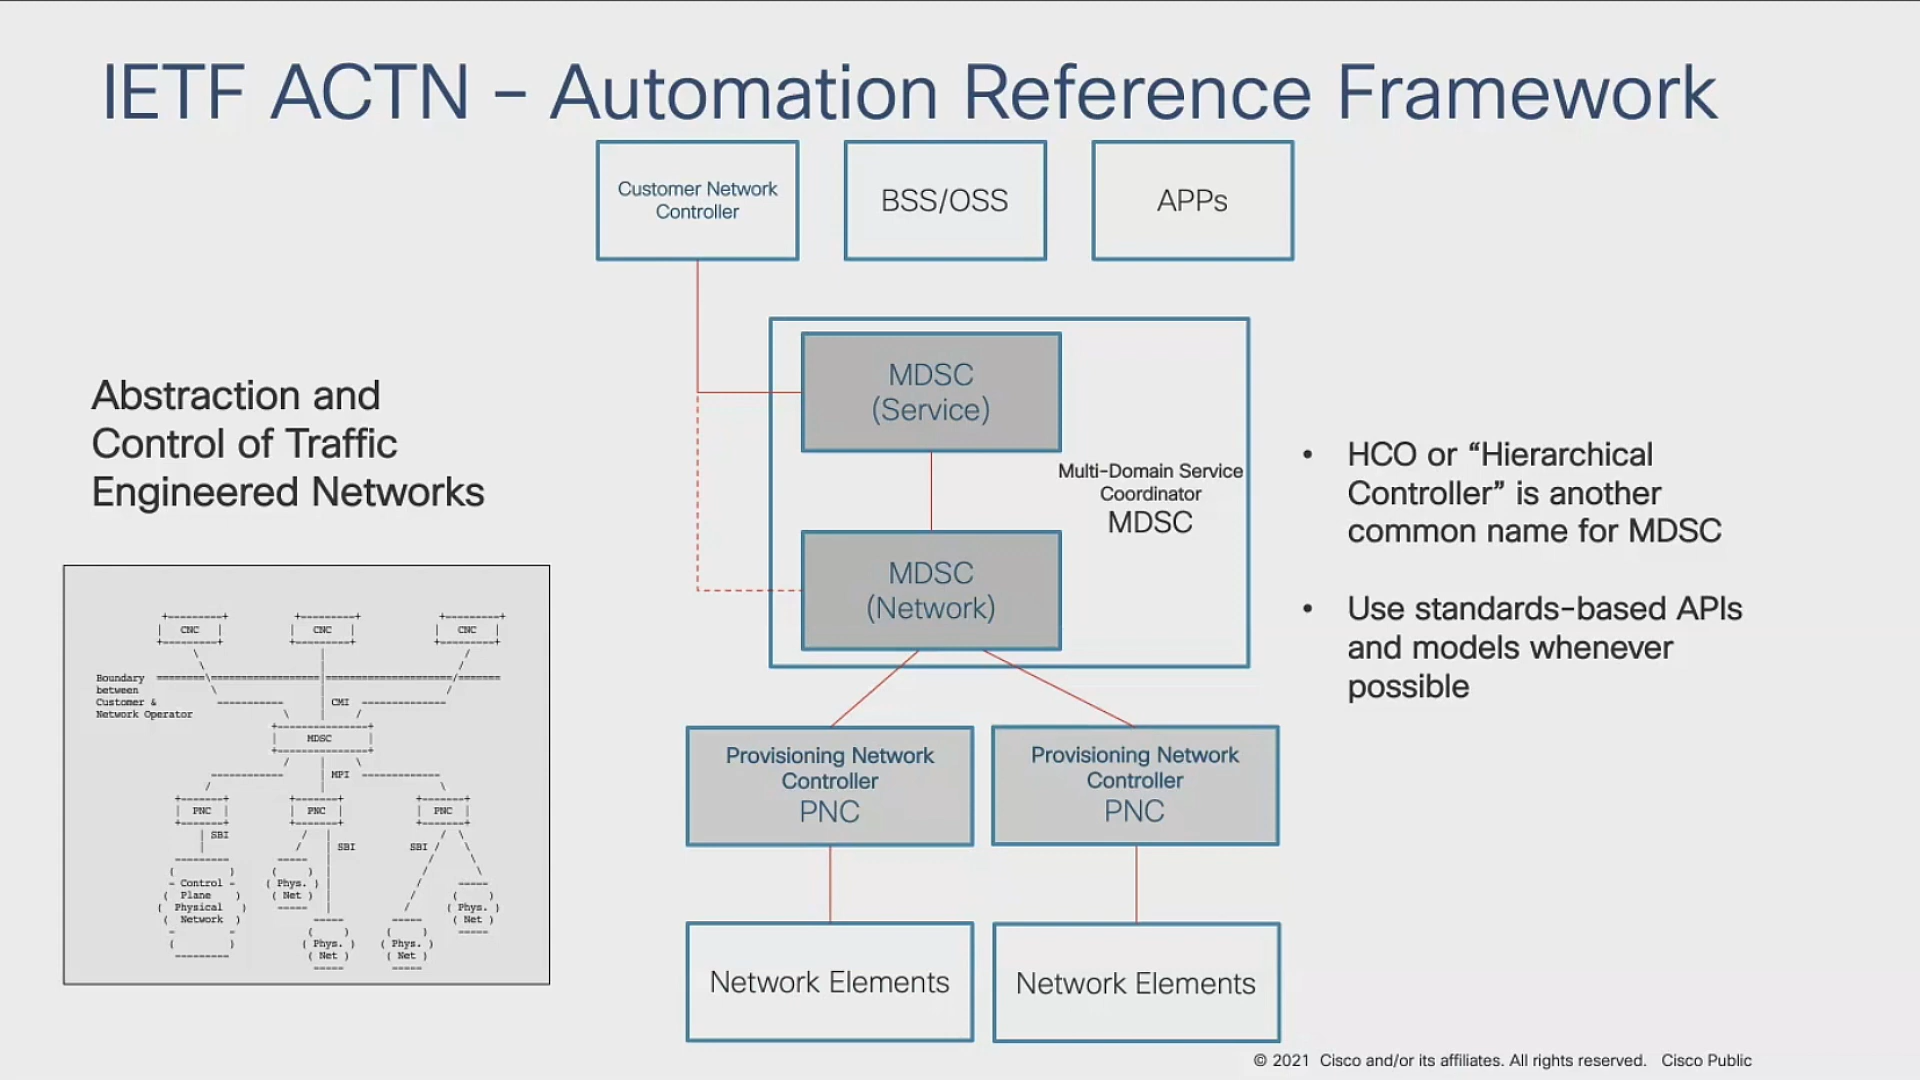 IETF ACTN – Automation Reference Framework
Customer Network
Controller
BSS/OSS
APPs
Abstraction and
Control of Traffic
Engineered Networks
MDSC
(Service)
Multi-Domain Service
Coordinator
MDSC
MDSC
(Network)
• HCO or “Hierarchical
Controller” is another
common name for MDSC
• Use standards-based APIs
and models whenever
possible
Provisioning Network
Controller
PNC
Provisioning Network
Controller
PNC
Network Elements
Network Elements
CNC CNC CNC
Boundary
between
Customer &
Network Operator
CMI
MDSC
MPI
PNC PNC PNC
SBI
SBI SBI
Control
Plane
Physical
Network
Phys.
Net
Phys.
Net
Phys.
Net
Phys.
Net
© 2021 Cisco and/or its affiliates. All rights reserved. Cisco Public